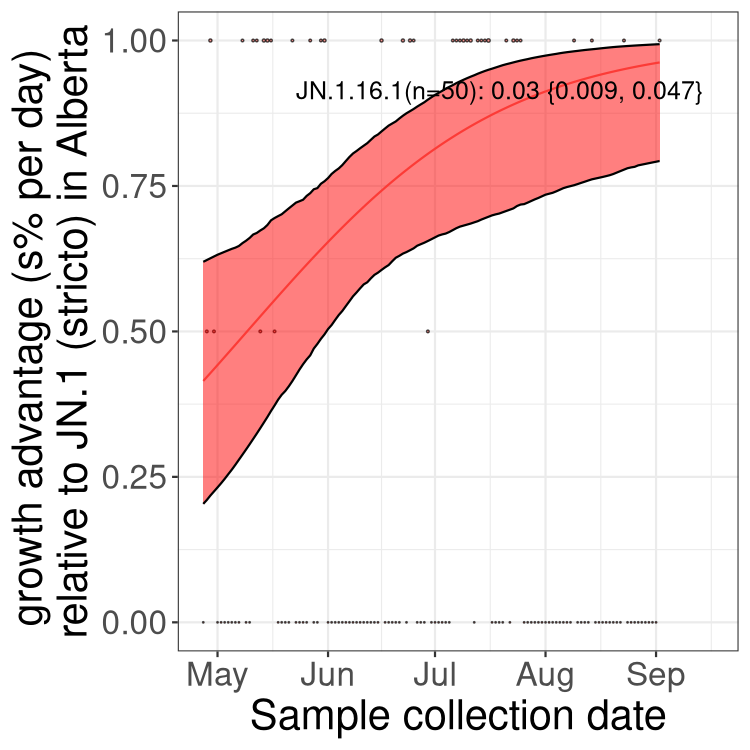 growth advantage (s% per day)
relative to JN.1 (stricto) in Alberta
1.00
0.75
0.50
0.25
0.00
JN.1.16.1(n=50): 0.03 {0.009, 0.047}
May Jun Jul Aug Sep
Sample collection date